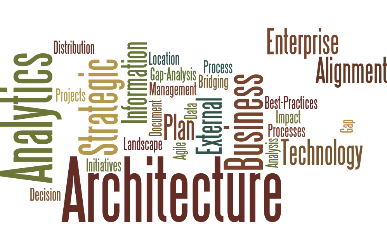 Enterprise
Alignment
Distribution
Analytics
Strategic
Information
Location
Gap-Analysis
Management
Process
Bridging
Projects
Document
Plan
Data
External
Business
Best-Practices
Impact
Processes
Gap
Landscape
Agile
Analysis
Technology
Initiatives
Architecture
Decision